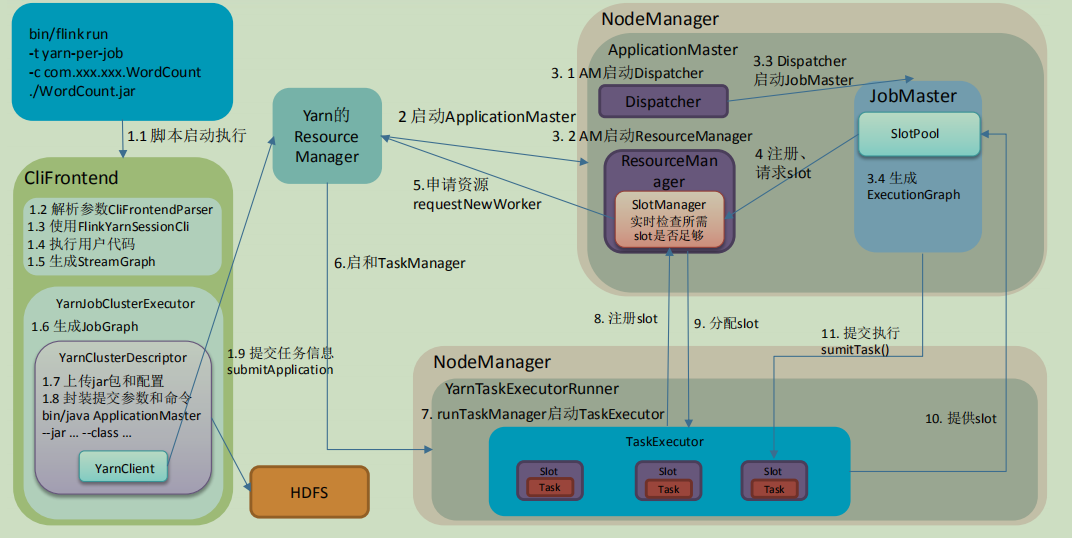 bin/flink run
-t yarn-per-job
-c com.xxx.xxx.WordCount
./WordCount.jar
1.1 脚本启动执行
CliFrontend
1.2 解析参数CliFrontendParser
1.3 使用FlinkYarnSessionCli
1.4 执行用户代码
1.5 生成StreamGraph
YarnJobClusterExecutor
1.6 生成JobGraph
YarnClusterDescriptor
1.7 上传jar包和配置
1.8 封装提交参数和命令
bin/java ApplicationMaster
--jar ... --class ...
YarnClient
HDFS
1.9 提交任务信息
submitApplication
Yarn的
Resource
Manager
2 启动ApplicationMaster
5.申请资源
requestNewWorker
6.启和TaskManager
NodeManager
ApplicationMaster
3. 1 AM启动Dispatcher
Dispatcher
3.3 Dispatcher
启动JobMaster
3. 2 AM启动ResourceManager
ResourceMan
ager
SlotManager
实时检查所需
slot是否足够
4 注册、
请求slot
JobMaster
SlotPool
3.4 生成
ExecutionGraph
8. 注册slot
9. 分配slot
11. 提交执行
sumitTask()
10. 提供slot
NodeManager
YarnTaskExecutorRunner
7. runTaskManager启动TaskExecutor
TaskExecutor
Slot
Task
Slot
Task
Slot
Task